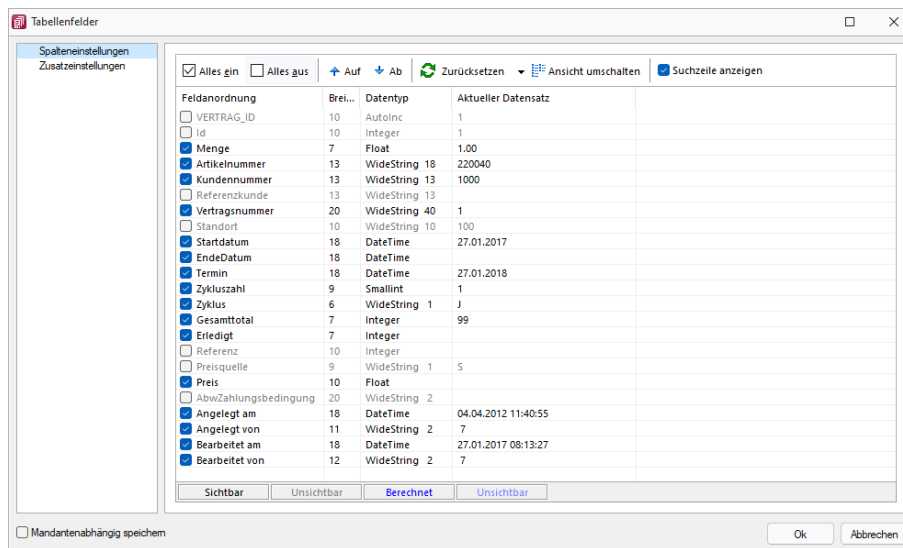 Tabellenfelder
Spalteneinstellungen
Zusatzeinstellungen
Alles ein Alles aus Auf Ab Zurücksetzen Ansicht umschalten Suchzeile anzeigen
Feldanordnung Brei... Datentyp Aktueller Datensatz
VERTRAG_ID 10 AutoInc 1
Id 10 Integer 1
Menge 7 Float 1.00
Artikelnummer 13 WideString 18 220040
Kundennummer 13 WideString 13 1000
Referenzkunde 13 WideString 13
Vertragsnummer 20 WideString 40 1
Standort 10 WideString 10 100
Startdatum 18 DateTime 27.01.2017
EndeDatum 18 DateTime
Termin 18 DateTime 27.01.2018
Zykluszahl 9 Smallint 1
Zyklus 6 WideString 1 J
Gesamttotal 7 Integer 99
Erledigt 7 Integer
Referenz 10 Integer
Preisquelle 9 WideString 1 S
Preis 10 Float
AbwZahlungsbedingung 20 WideString 2
Angelegt am 18 DateTime 04.04.2012 11:40:55
Angelegt von 11 WideString 2 7
Bearbeitet am 18 DateTime 27.01.2017 08:13:27
Bearbeitet von 12 WideString 2 7
Sichtbar Unsichtbar Berechnet Unsichtbar
Mandantenabhängig speichern Ok Abbrechen